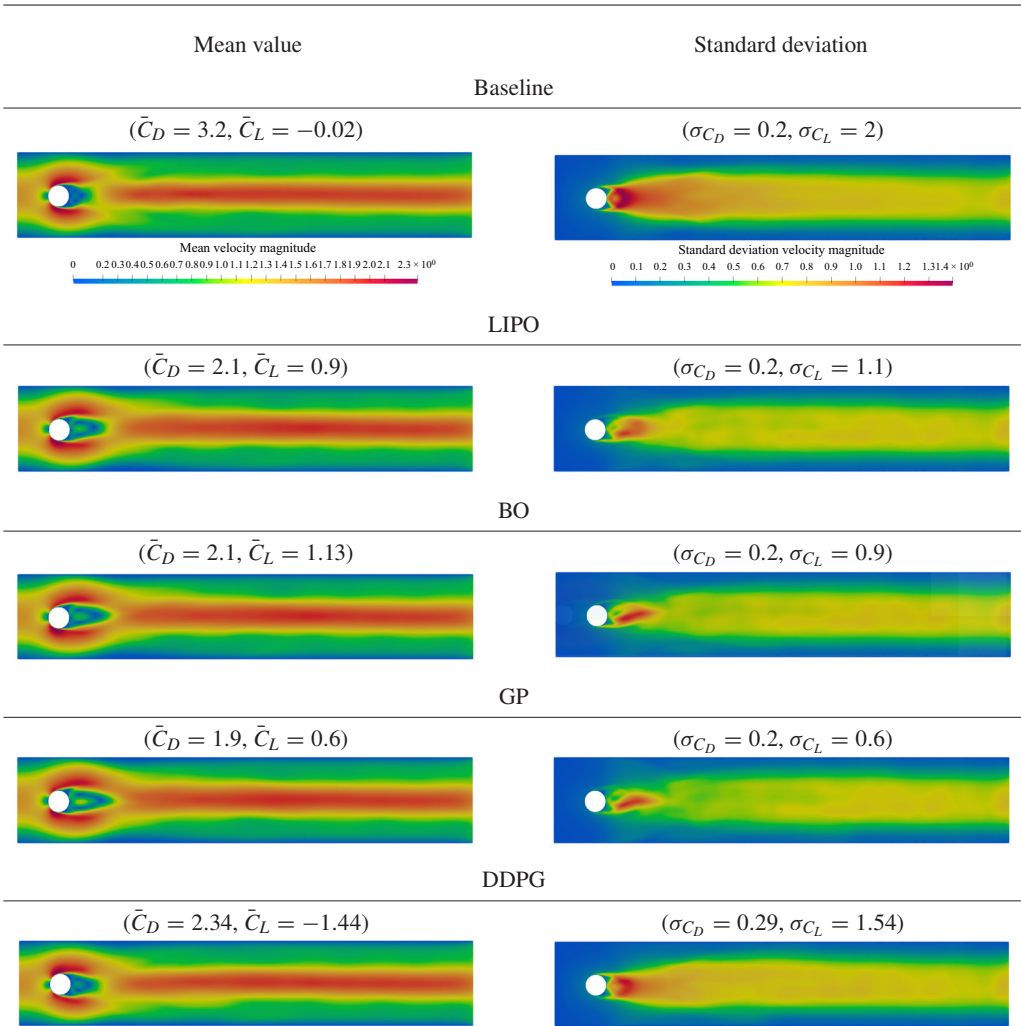 Mean value Standard deviation
Baseline
(C̄_D = 3.2, C̄_L = −0.02) (σ_{C_D} = 0.2, σ_{C_L} = 2)
Mean velocity magnitude Standard deviation velocity magnitude
0 0.2 0.3 0.4 0.5 0.6 0.7 0.8 0.9 1.0 1.1 1.2 1.3 1.4 1.5 1.6 1.7 1.8 1.9 2.0 2.1 2.3 × 10⁰ 0 0.1 0.2 0.3 0.4 0.5 0.6 0.7 0.8 0.9 1.0 1.1 1.2 1.3 1.4 × 10⁰
LIPO
(C̄_D = 2.1, C̄_L = 0.9) (σ_{C_D} = 0.2, σ_{C_L} = 1.1)
BO
(C̄_D = 2.1, C̄_L = 1.13) (σ_{C_D} = 0.2, σ_{C_L} = 0.9)
GP
(C̄_D = 1.9, C̄_L = 0.6) (σ_{C_D} = 0.2, σ_{C_L} = 0.6)
DDPG
(C̄_D = 2.34, C̄_L = −1.44) (σ_{C_D} = 0.29, σ_{C_L} = 1.54)